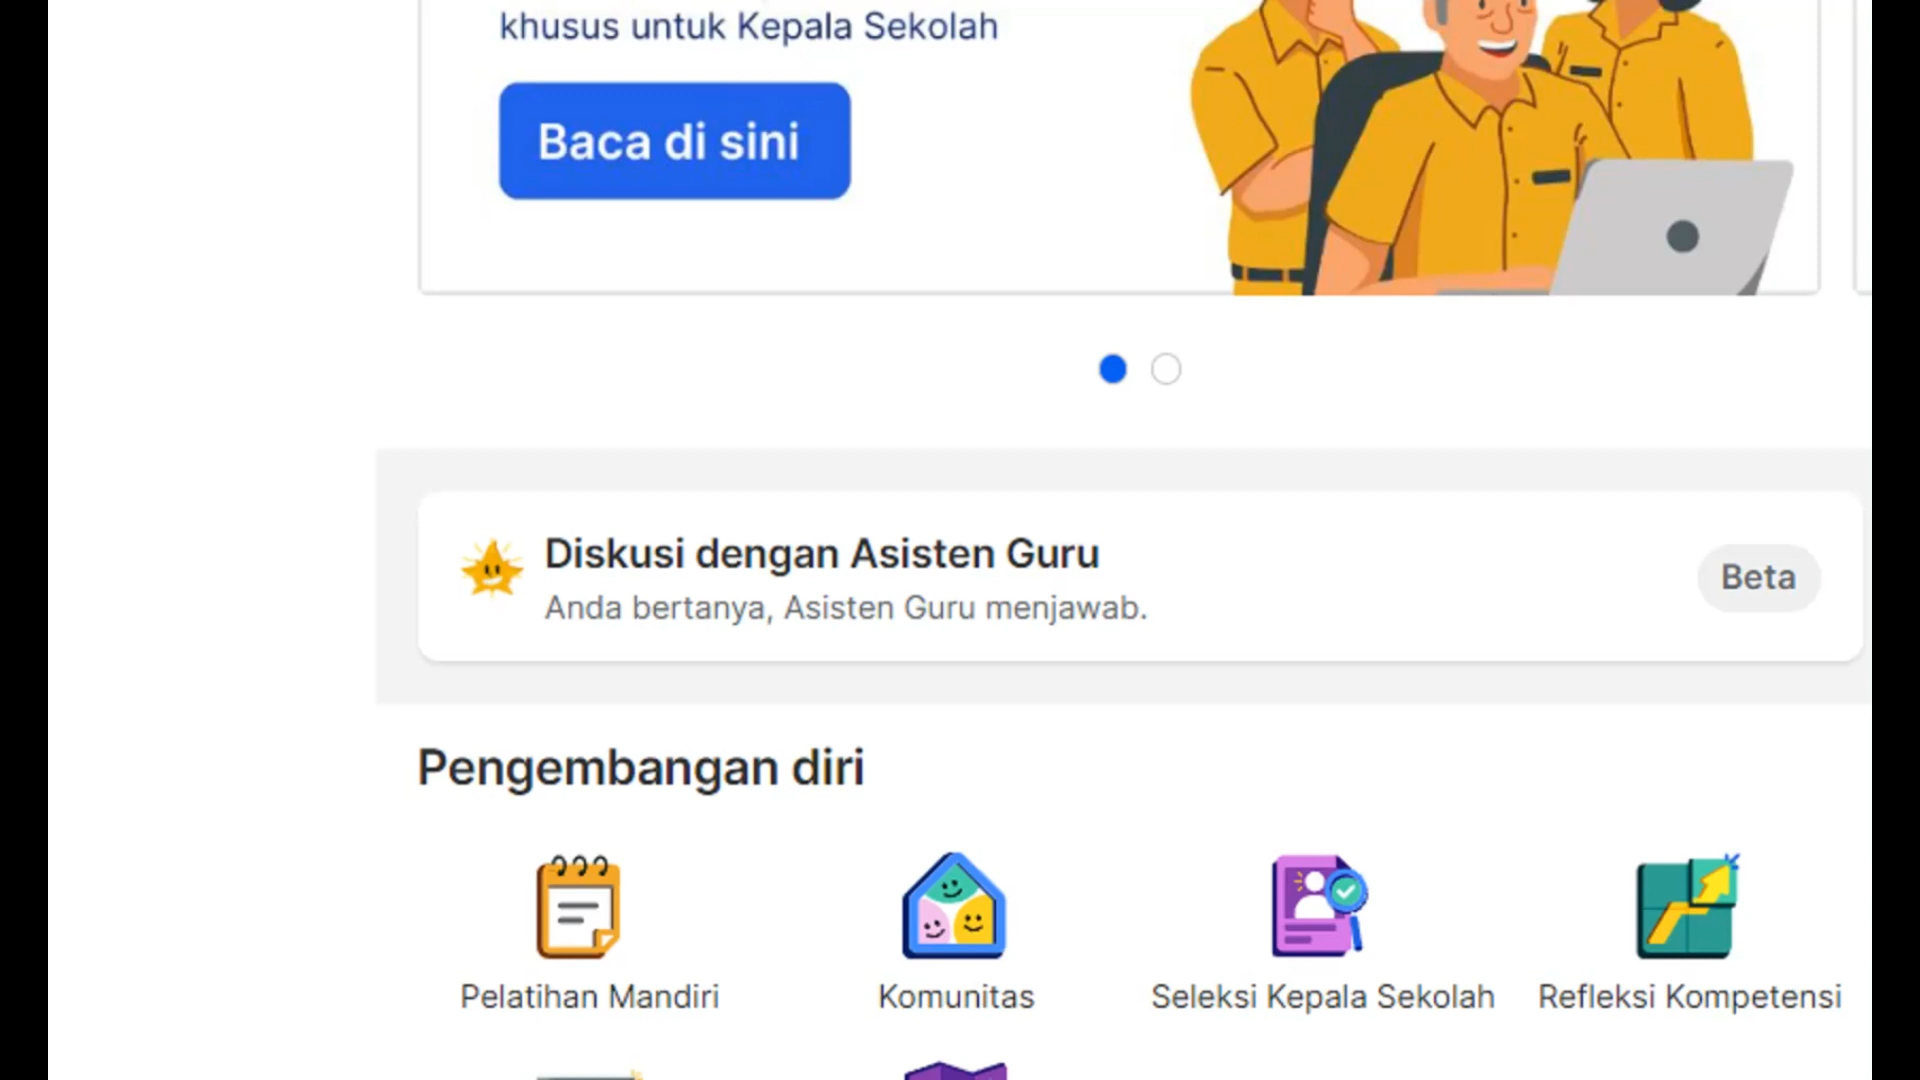 khusus untuk Kepala Sekolah
Baca di sini
Diskusi dengan Asisten Guru
Anda bertanya, Asisten Guru menjawab.
Beta
Pengembangan diri
Pelatihan Mandiri
Komunitas
Seleksi Kepala Sekolah
Refleksi Kompetensi